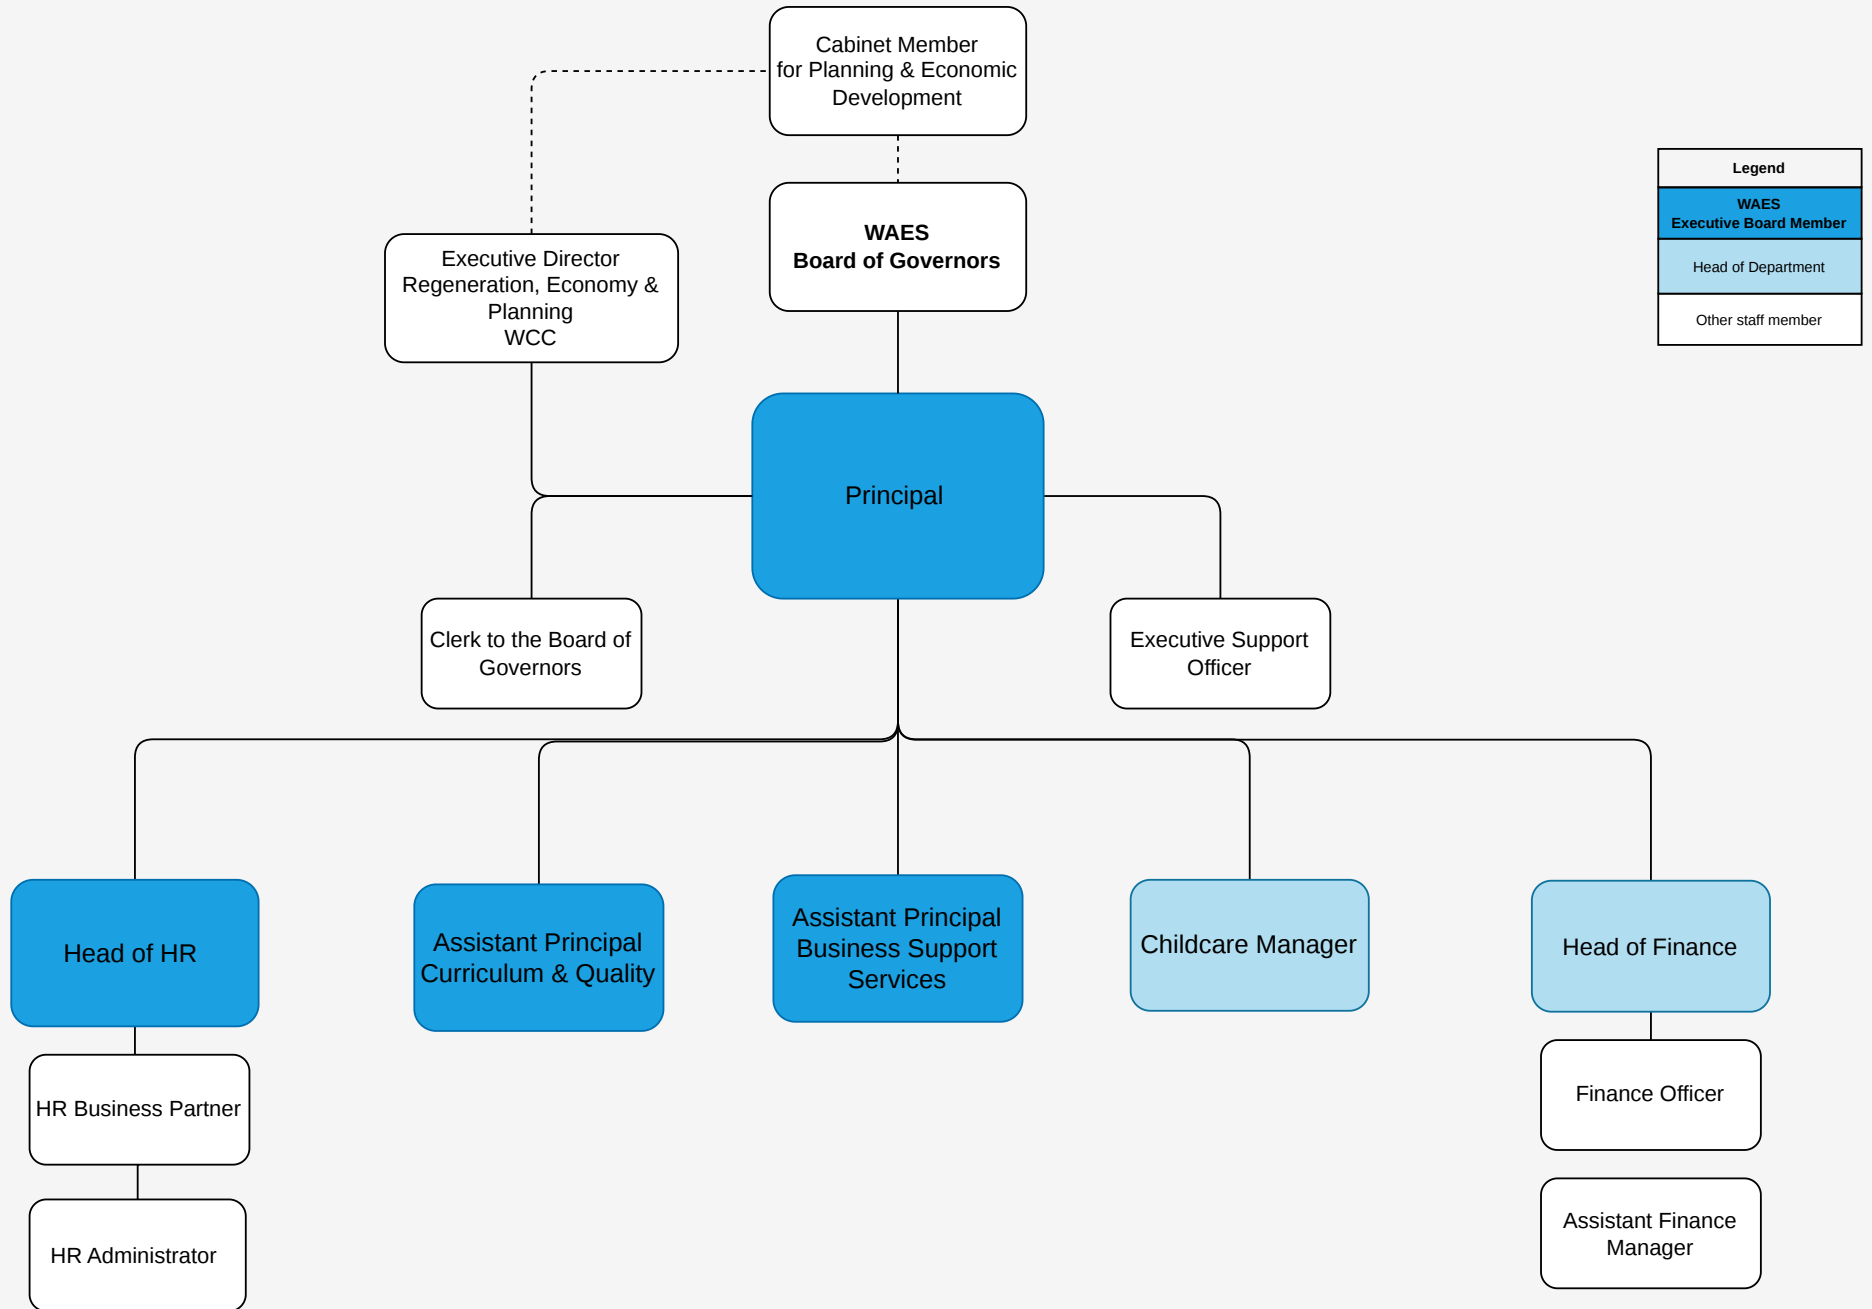 Cabinet Member
for Planning & Economic
Development
Legend
WAES
Executive Board Member
Head of Department
Other staff member
WAES
Board of Governors
Executive Director
Regeneration, Economy &
Planning
WCC
Principal
Clerk to the Board of
Governors
Executive Support
Officer
Head of HR
Assistant Principal
Curriculum & Quality
Assistant Principal
Business Support
Services
Childcare Manager
Head of Finance
HR Business Partner
Finance Officer
HR Administrator
Assistant Finance
Manager